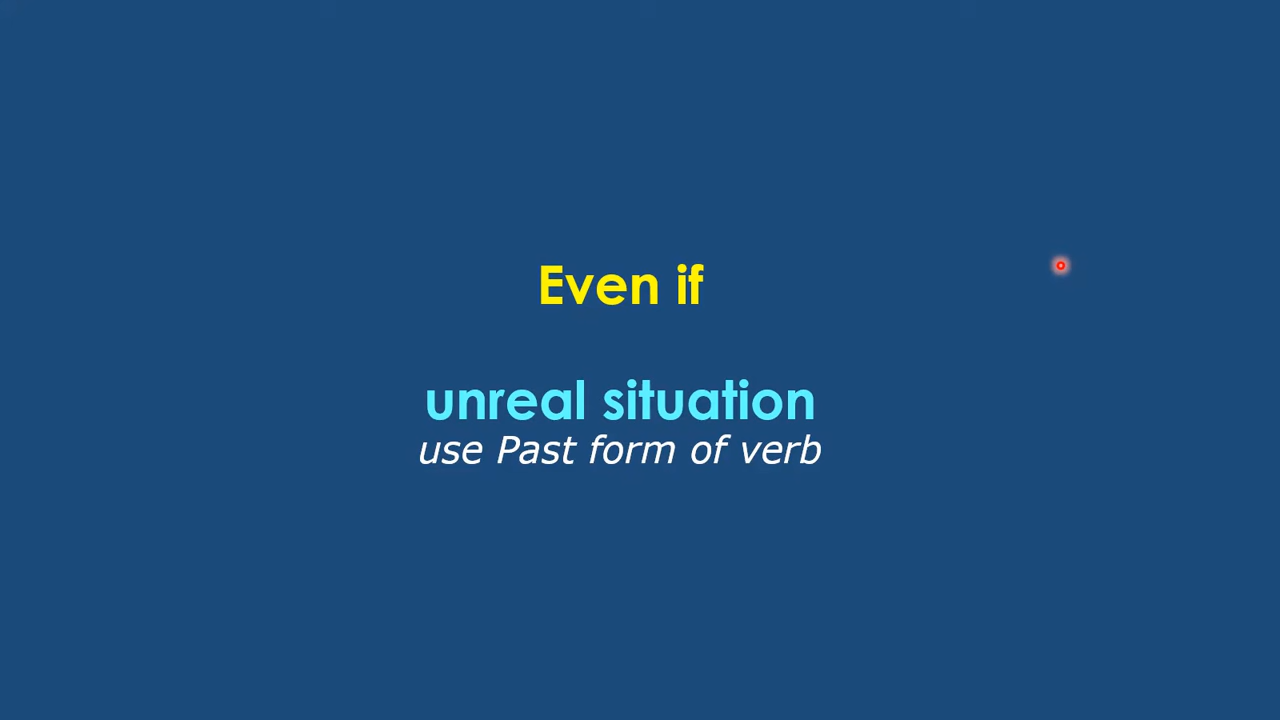 Even if
unreal situation
use Past form of verb